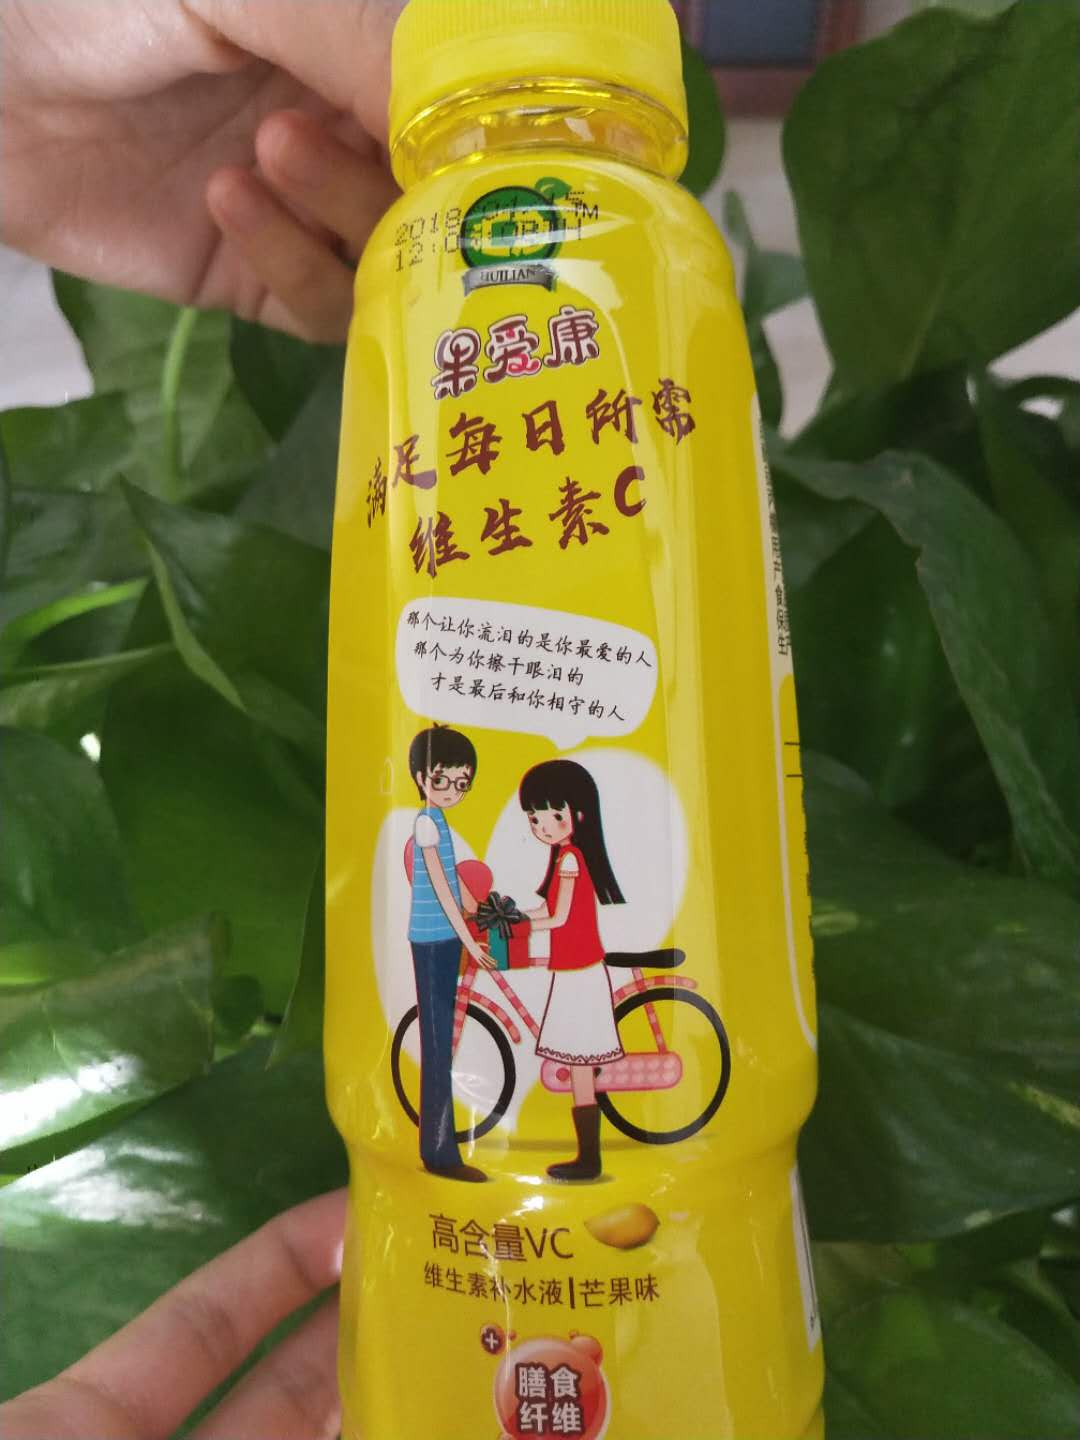 2018
TM
HUILIAN
果爱康
满足每日所需
维生素C
那个让你流泪的是你最爱的人
那个为你擦干眼泪的
才是最后和你相守的人
高含量VC
维生素补水液|芒果味
+
膳食
纤维